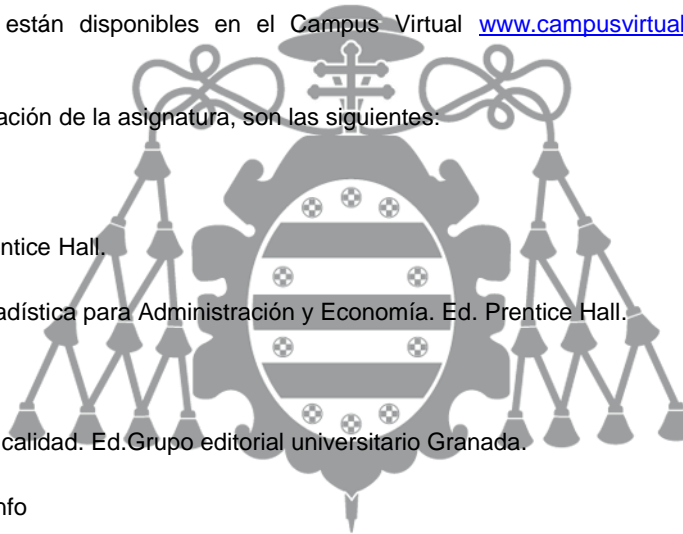 están disponibles en el Campus Virtual www.campusvirtual
ación de la asignatura, son las siguientes:
ntice Hall.
adística para Administración y Economía. Ed. Prentice Hall.
calidad. Ed.Grupo editorial universitario Granada.
nfo